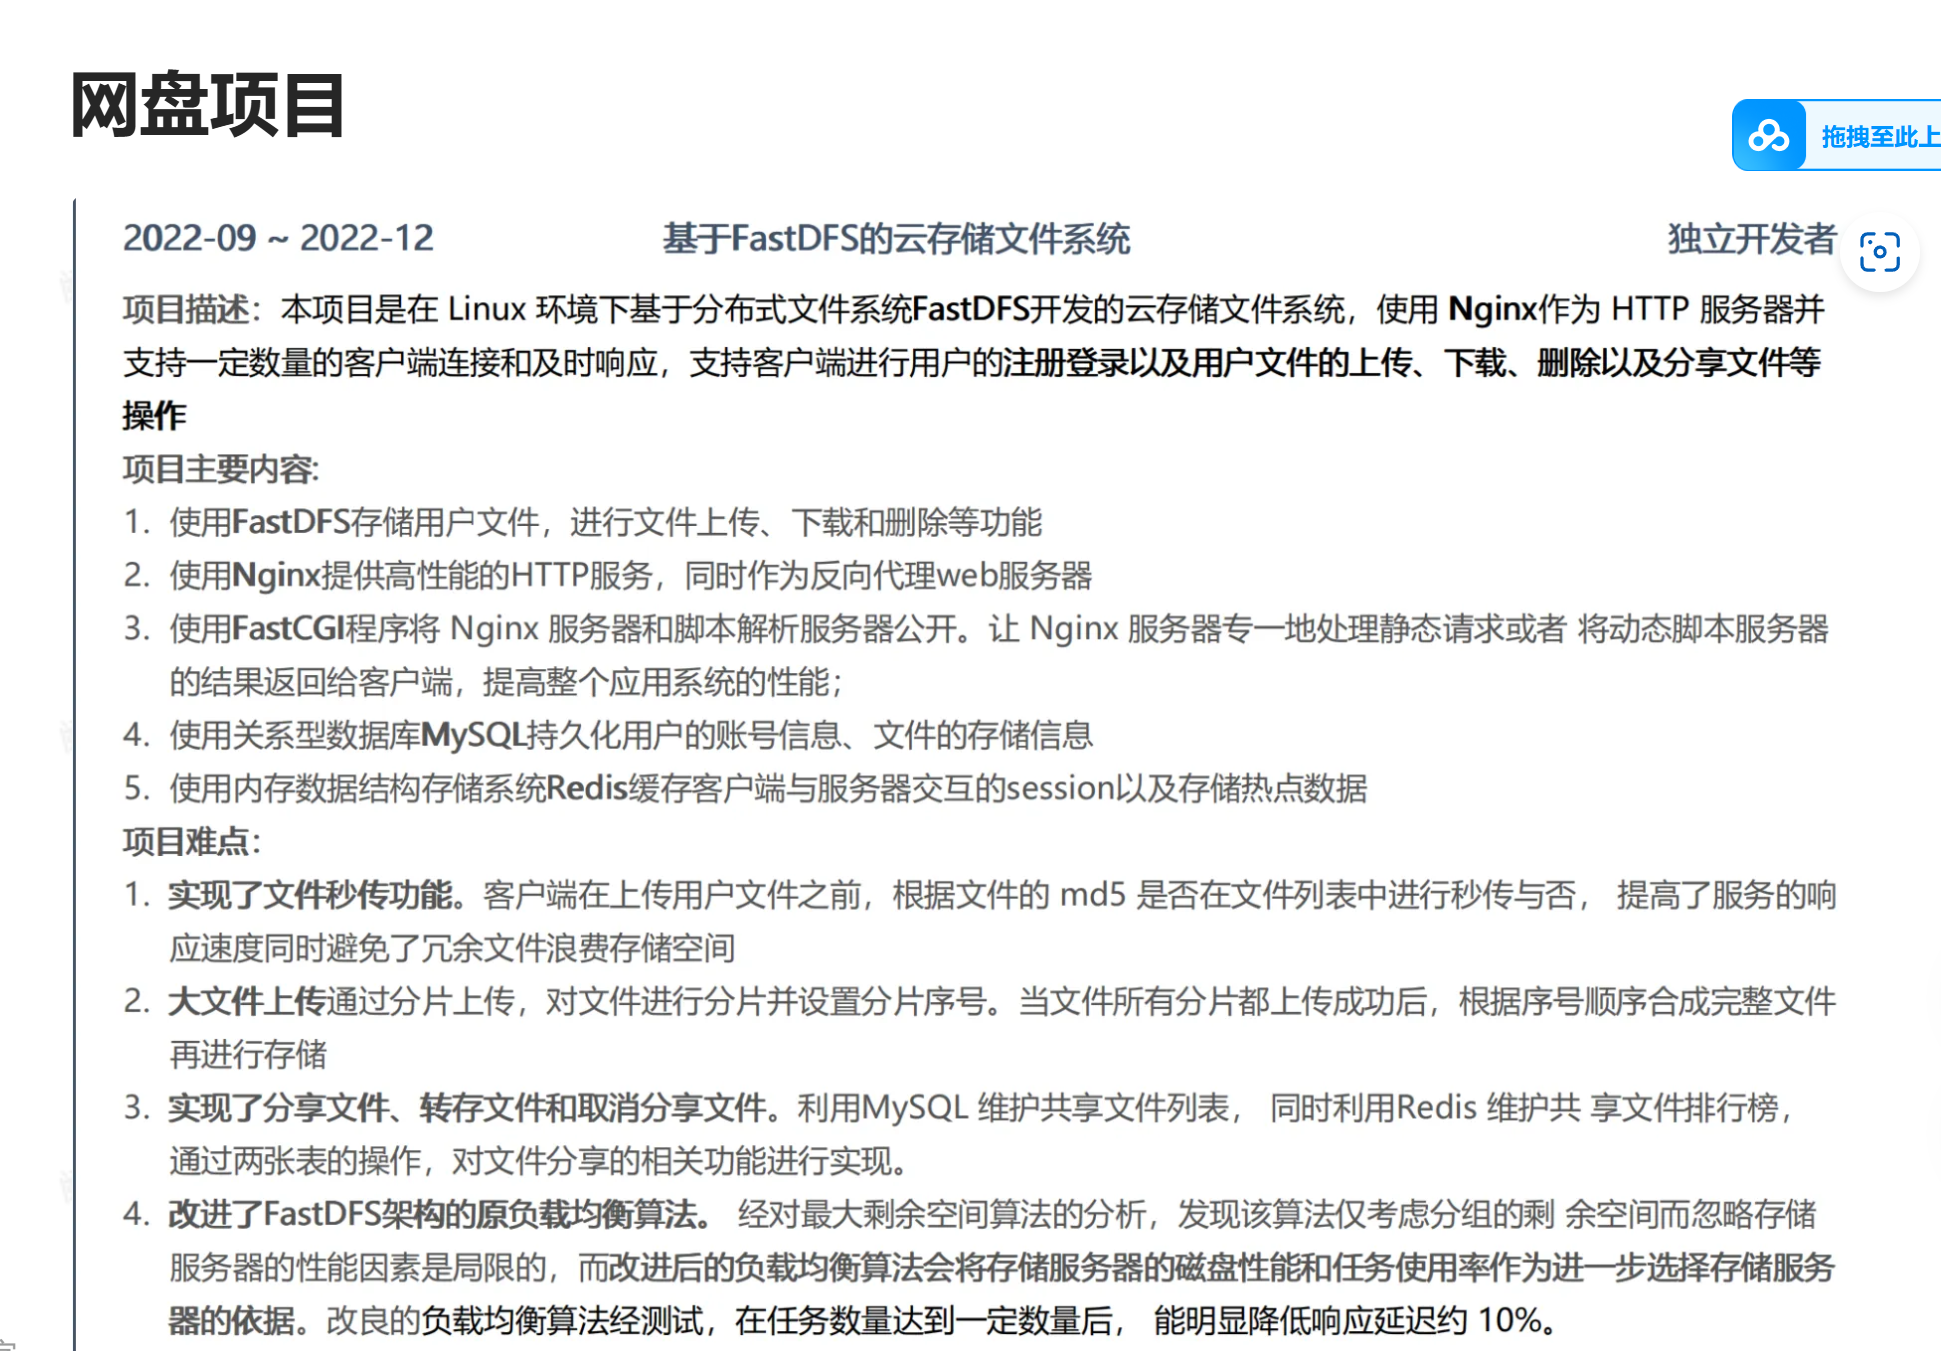 网盘项目
拖拽至此上
2022-09 ~ 2022-12 基于FastDFS的云存储文件系统 独立开发者
项目描述：本项目是在 Linux 环境下基于分布式文件系统FastDFS开发的云存储文件系统，使用 Nginx作为 HTTP 服务器并
支持一定数量的客户端连接和及时响应，支持客户端进行用户的注册登录以及用户文件的上传、下载、删除以及分享文件等
操作
项目主要内容:
1. 使用FastDFS存储用户文件，进行文件上传、下载和删除等功能
2. 使用Nginx提供高性能的HTTP服务，同时作为反向代理web服务器
3. 使用FastCGI程序将 Nginx 服务器和脚本解析服务器公开。让 Nginx 服务器专一地处理静态请求或者 将动态脚本服务器
的结果返回给客户端，提高整个应用系统的性能；
4. 使用关系型数据库MySQL持久化用户的账号信息、文件的存储信息
5. 使用内存数据结构存储系统Redis缓存客户端与服务器交互的session以及存储热点数据
项目难点：
1. 实现了文件秒传功能。客户端在上传用户文件之前，根据文件的 md5 是否在文件列表中进行秒传与否， 提高了服务的响
应速度同时避免了冗余文件浪费存储空间
2. 大文件上传通过分片上传，对文件进行分片并设置分片序号。当文件所有分片都上传成功后，根据序号顺序合成完整文件
再进行存储
3. 实现了分享文件、转存文件和取消分享文件。利用MySQL 维护共享文件列表， 同时利用Redis 维护共 享文件排行榜，
通过两张表的操作，对文件分享的相关功能进行实现。
4. 改进了FastDFS架构的原负载均衡算法。 经对最大剩余空间算法的分析，发现该算法仅考虑分组的剩 余空间而忽略存储
服务器的性能因素是局限的，而改进后的负载均衡算法会将存储服务器的磁盘性能和任务使用率作为进一步选择存储服务
器的依据。改良的负载均衡算法经测试，在任务数量达到一定数量后， 能明显降低响应延迟约 10%。